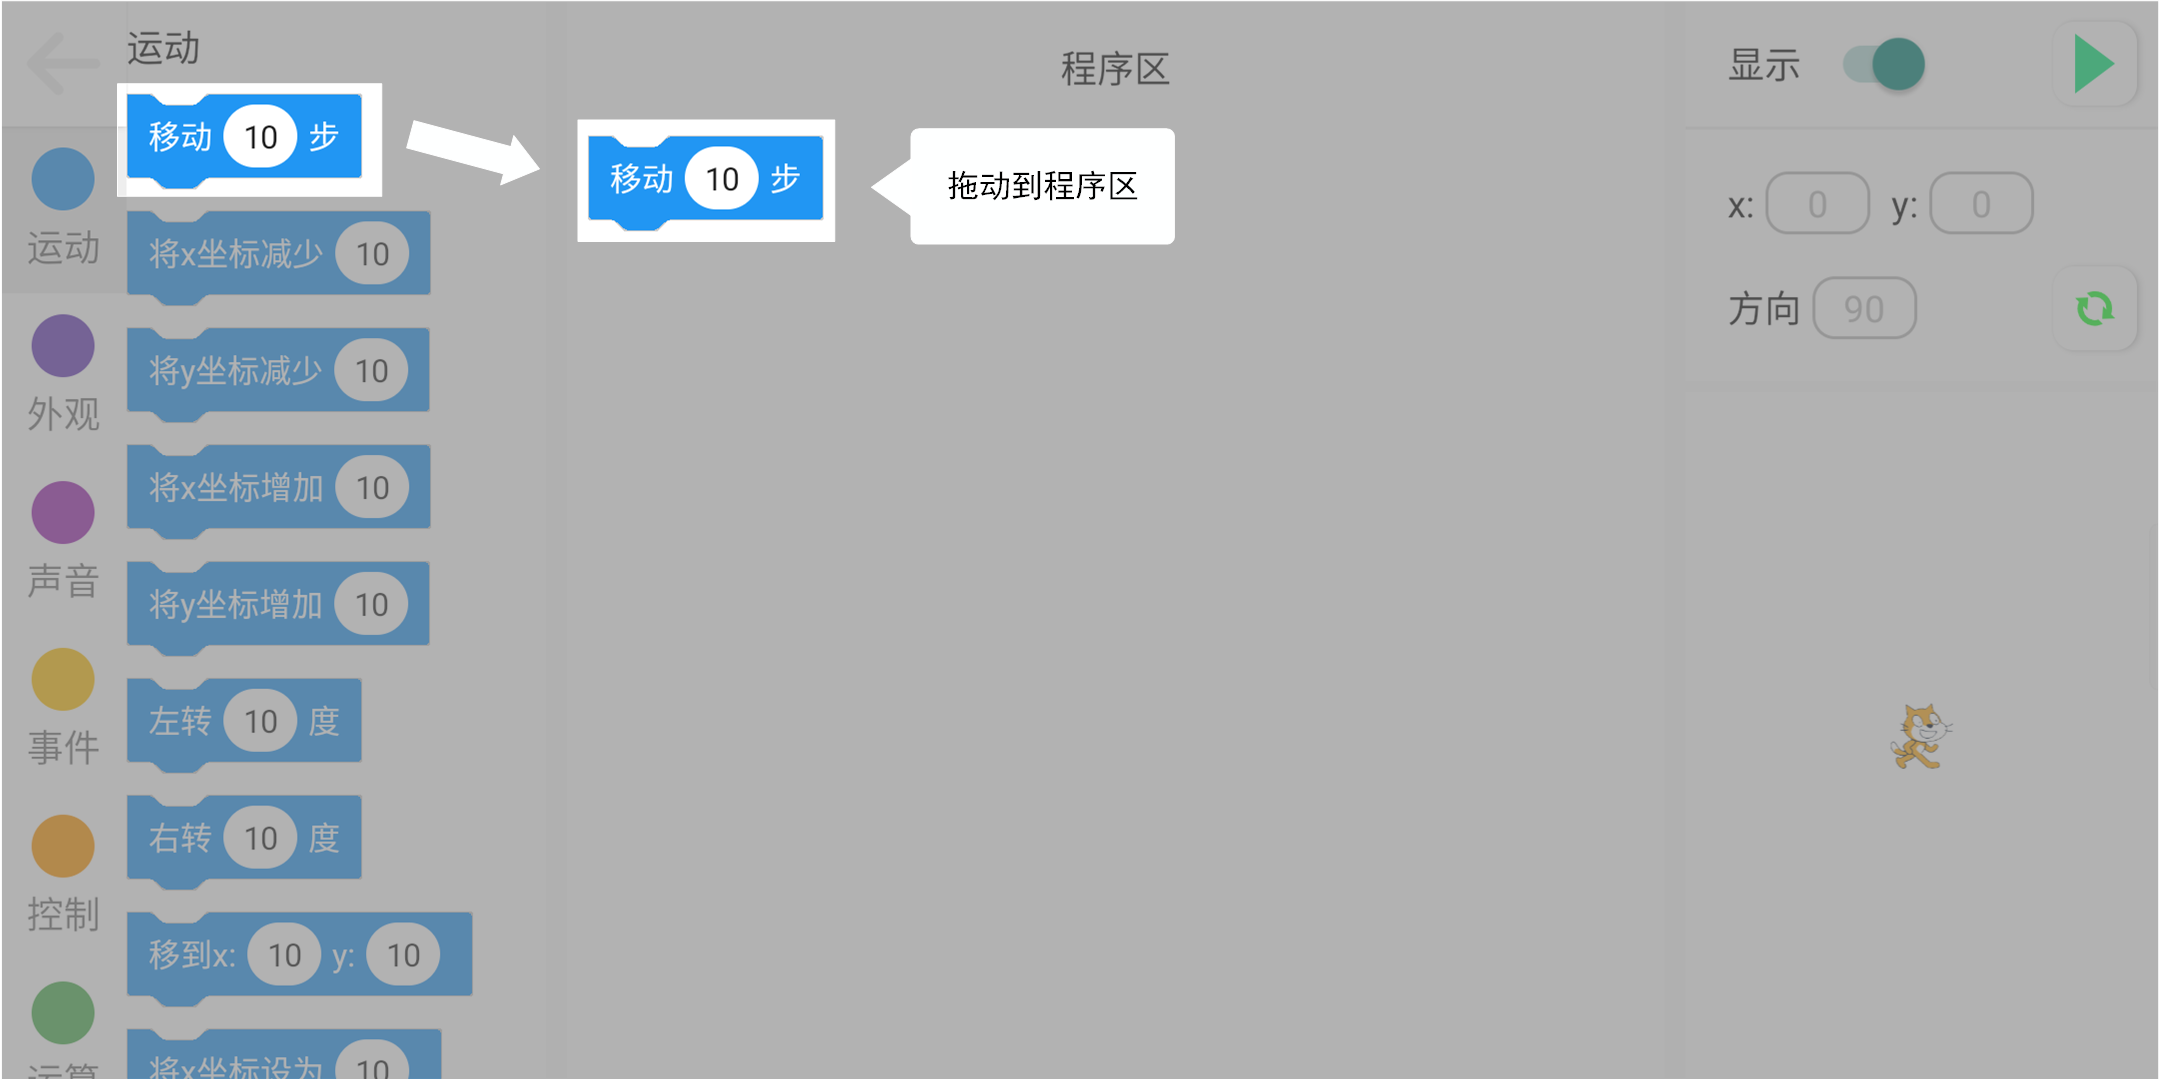 运动
程序区
显示
移动 10 步
移动 10 步
拖动到程序区
x: 0 y: 0
方向 90
运动
外观
声音
事件
控制
运算
将x坐标减少 10
将y坐标减少 10
将x坐标增加 10
将y坐标增加 10
左转 10 度
右转 10 度
移到x: 10 y: 10
将x坐标设为 10